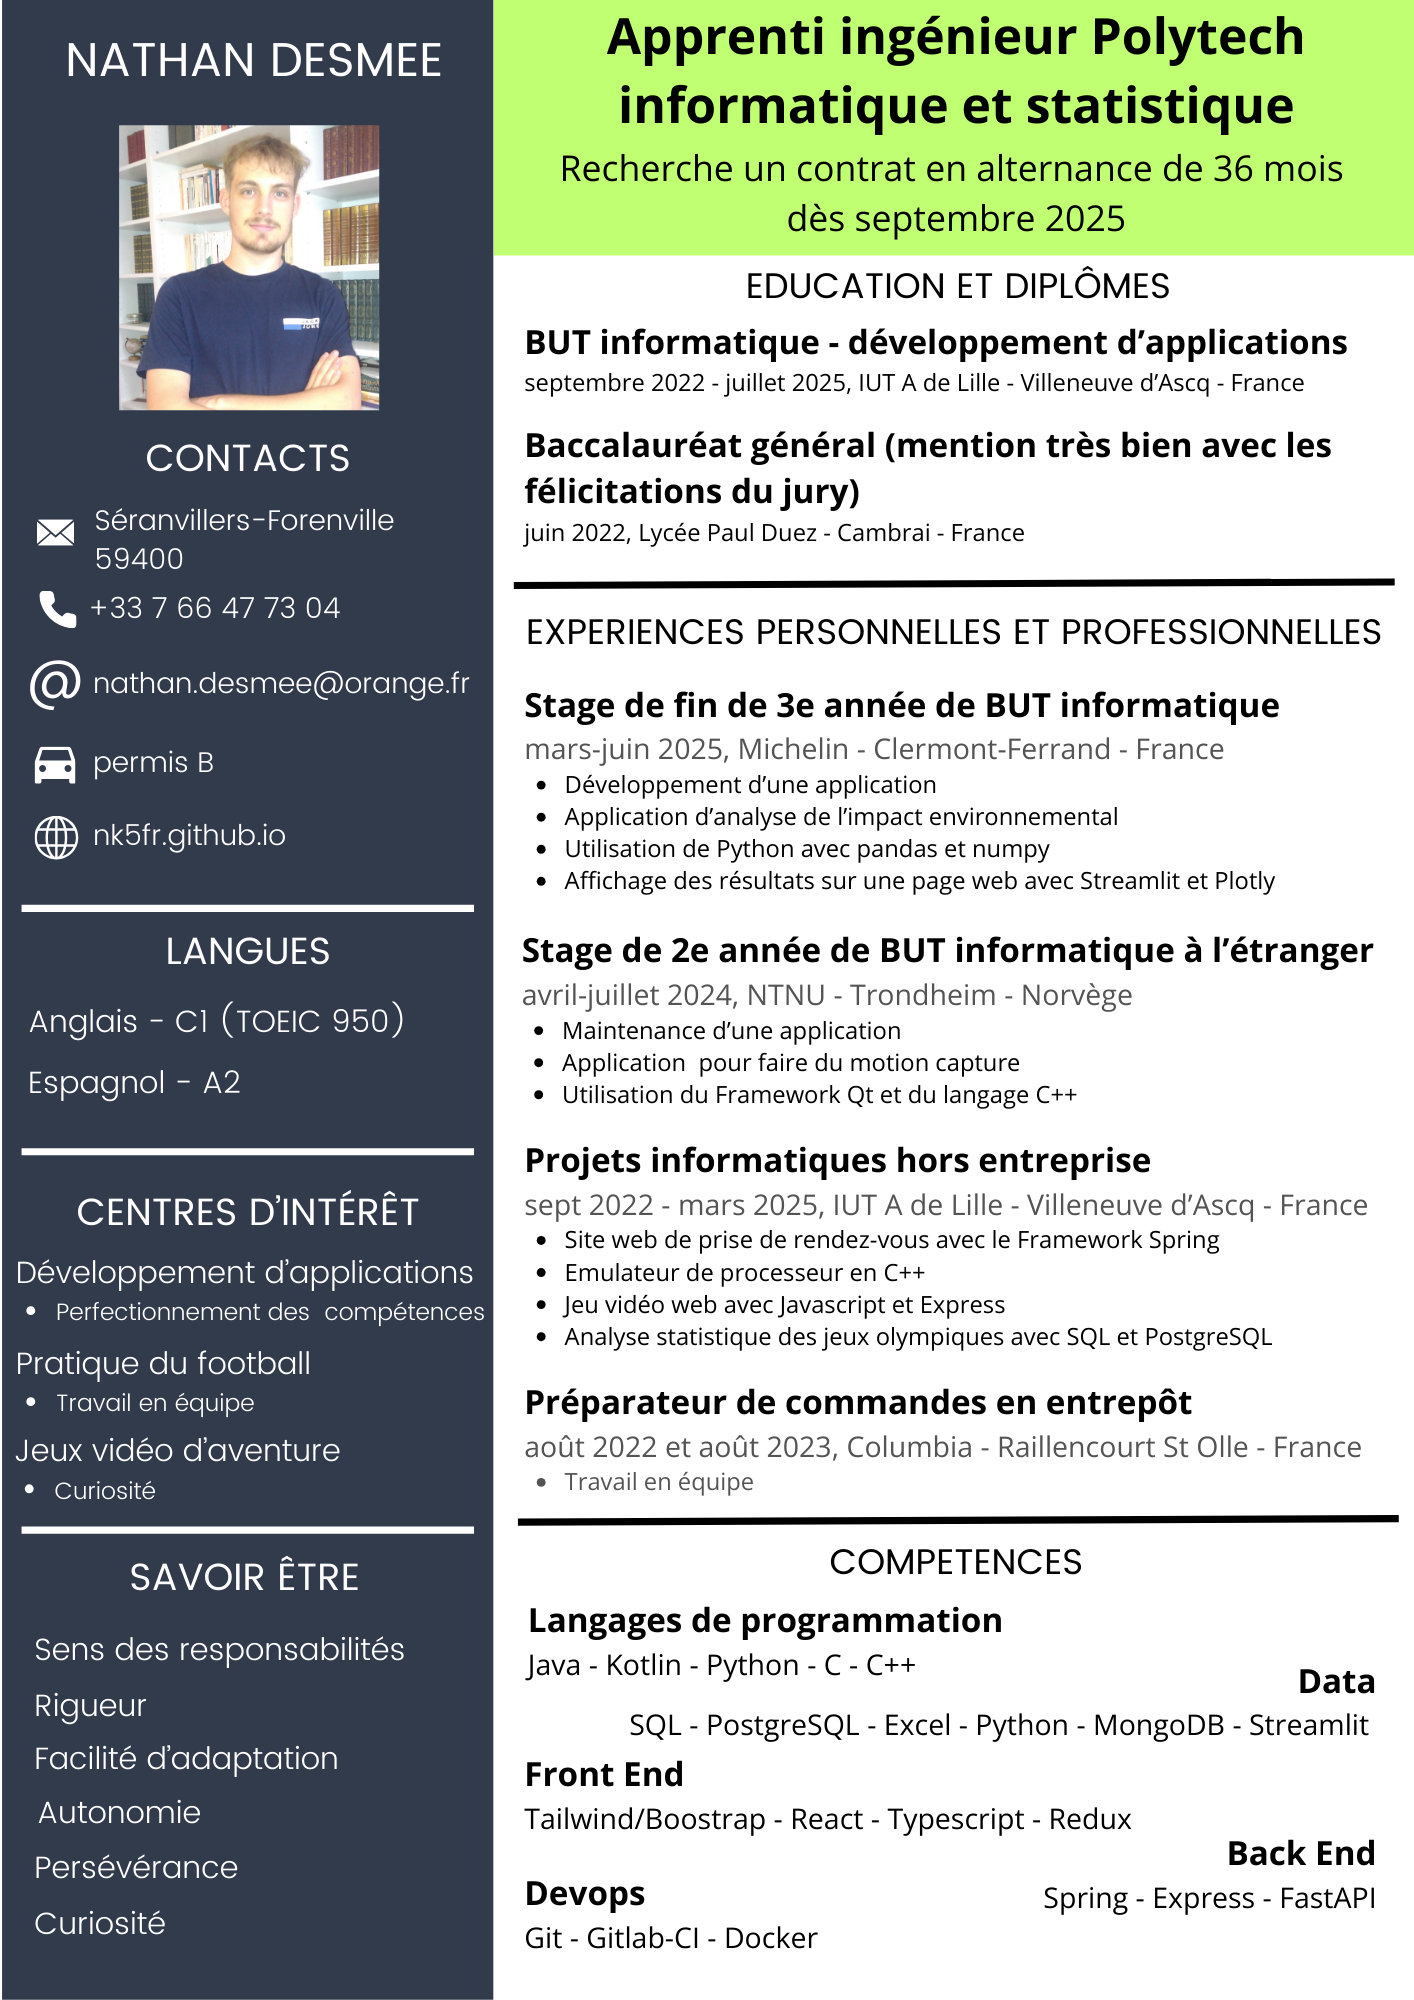 NATHAN DESMEE
CONTACTS
Séranvillers-Forenville
59400
+33 7 66 47 73 04
@ nathan.desmee@orange.fr
permis B
nk5fr.github.io
LANGUES
Anglais - C1 (TOEIC 950)
Espagnol - A2
CENTRES D’INTÉRÊT
Développement d’applications
• Perfectionnement des compétences
Pratique du football
• Travail en équipe
Jeux vidéo d’aventure
• Curiosité
SAVOIR ÊTRE
Sens des responsabilités
Rigueur
Facilité d’adaptation
Autonomie
Persévérance
Curiosité
Apprenti ingénieur Polytech
informatique et statistique
Recherche un contrat en alternance de 36 mois
dès septembre 2025
EDUCATION ET DIPLÔMES
BUT informatique - développement d’applications
septembre 2022 - juillet 2025, IUT A de Lille - Villeneuve d’Ascq - France
Baccalauréat général (mention très bien avec les
félicitations du jury)
juin 2022, Lycée Paul Duez - Cambrai - France
EXPERIENCES PERSONNELLES ET PROFESSIONNELLES
Stage de fin de 3e année de BUT informatique
mars-juin 2025, Michelin - Clermont-Ferrand - France
• Développement d’une application
• Application d’analyse de l’impact environnemental
• Utilisation de Python avec pandas et numpy
• Affichage des résultats sur une page web avec Streamlit et Plotly
Stage de 2e année de BUT informatique à l’étranger
avril-juillet 2024, NTNU - Trondheim - Norvège
• Maintenance d’une application
• Application pour faire du motion capture
• Utilisation du Framework Qt et du langage C++
Projets informatiques hors entreprise
sept 2022 - mars 2025, IUT A de Lille - Villeneuve d’Ascq - France
• Site web de prise de rendez-vous avec le Framework Spring
• Emulateur de processeur en C++
• Jeu vidéo web avec Javascript et Express
• Analyse statistique des jeux olympiques avec SQL et PostgreSQL
Préparateur de commandes en entrepôt
août 2022 et août 2023, Columbia - Raillencourt St Olle - France
• Travail en équipe
COMPETENCES
Langages de programmation
Java - Kotlin - Python - C - C++
Data
SQL - PostgreSQL - Excel - Python - MongoDB - Streamlit
Front End
Tailwind/Boostrap - React - Typescript - Redux
Back End
Spring - Express - FastAPI
Devops
Git - Gitlab-CI - Docker